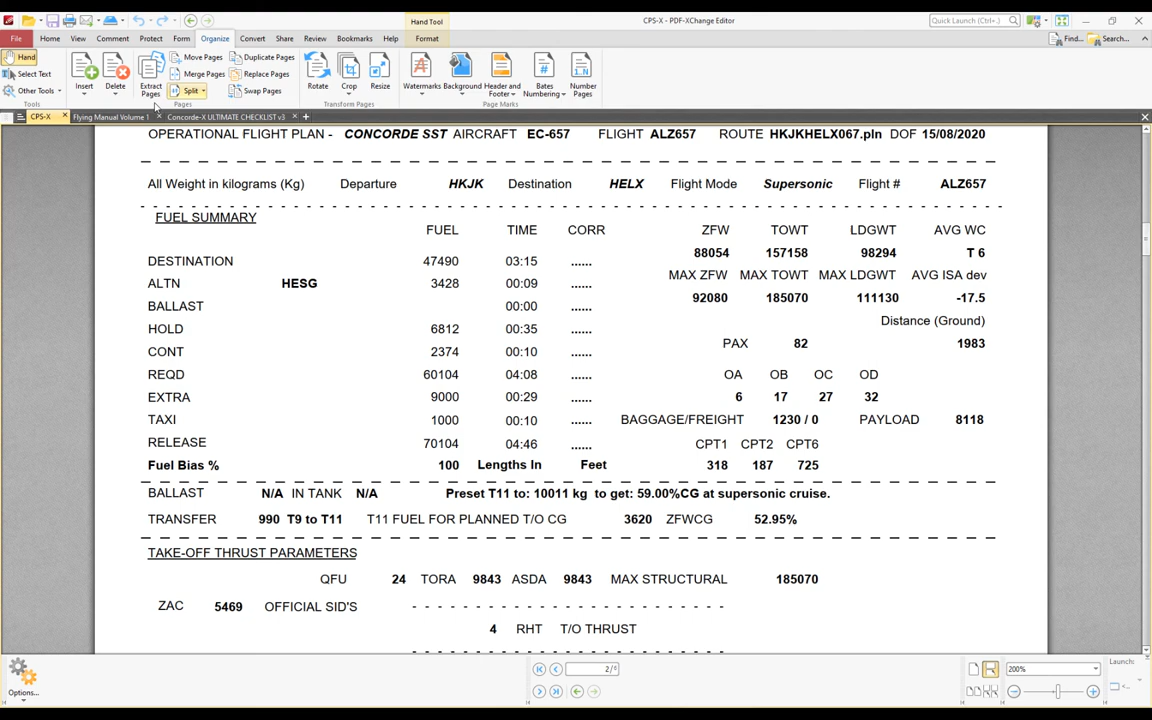 Hand Tool
CPS-X - PDF-XChange Editor
Quick Launch (Ctrl+.)
File Home View Comment Protect Form Organize Convert Share Review Bookmarks Help Format
Find... Search...
Hand
Select Text
Other Tools
Tools
Insert
Delete
Extract Pages
Move Pages
Merge Pages
Split
Duplicate Pages
Replace Pages
Swap Pages
Pages
Rotate
Crop
Resize
Transform Pages
Watermarks
Background
Header and Footer
Bates Numbering
Number Pages
Page Marks
CPS-X Flying Manual Volume 1 Concorde-X ULTIMATE CHECKLIST v3
OPERATIONAL FLIGHT PLAN - CONCORDE SST AIRCRAFT EC-657 FLIGHT ALZ657 ROUTE HKJKHELX067.pln DOF 15/08/2020
All Weight in kilograms (Kg) Departure HKJK Destination HELX Flight Mode Supersonic Flight # ALZ657
FUEL SUMMARY
FUEL TIME CORR ZFW TOWT LDGWT AVG WC
88054 157158 98294 T 6
DESTINATION 47490 03:15 ......
MAX ZFW MAX TOWT MAX LDGWT AVG ISA dev
ALTN HESG 3428 00:09 ......
92080 185070 111130 -17.5
BALLAST 00:00 ......
Distance (Ground)
HOLD 6812 00:35 ......
PAX 82 1983
CONT 2374 00:10 ......
REQD 60104 04:08 ...... OA OB OC OD
EXTRA 9000 00:29 ...... 6 17 27 32
TAXI 1000 00:10 ...... BAGGAGE/FREIGHT 1230 / 0 PAYLOAD 8118
RELEASE 70104 04:46 ...... CPT1 CPT2 CPT6
Fuel Bias % 100 Lengths In Feet 318 187 725
BALLAST N/A IN TANK N/A Preset T11 to: 10011 kg to get: 59.00%CG at supersonic cruise.
TRANSFER 990 T9 to T11 T11 FUEL FOR PLANNED T/O CG 3620 ZFWCG 52.95%
TAKE-OFF THRUST PARAMETERS
QFU 24 TORA 9843 ASDA 9843 MAX STRUCTURAL 185070
ZAC 5469 OFFICIAL SID'S
4 RHT T/O THRUST
Options...
200%
Launch: